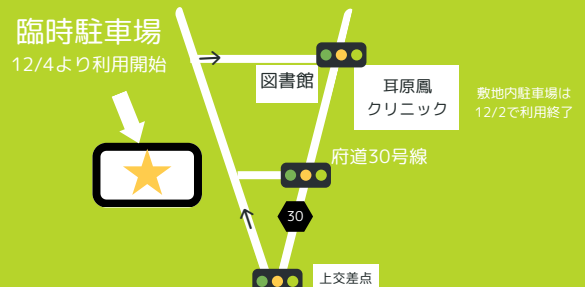 臨時駐車場
12/4より利用開始
図書館
耳原鳳
クリニック
敷地内駐車場は
12/2で利用終了
府道30号線
30
上交差点